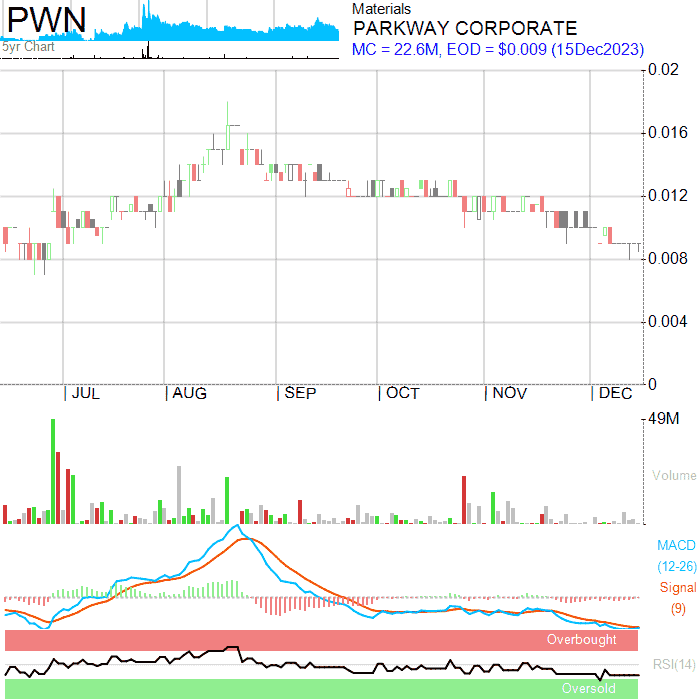 PWN
5yr Chart
Materials
PARKWAY CORPORATE
MC = 22.6M, EOD = $0.009 (15Dec2023)
0.02
0.016
0.012
0.008
0.004
0
| JUL | AUG | SEP | OCT | NOV | DEC
49M
Volume
MACD
(12-26)
Signal
(9)
Overbought
RSI(14)
Oversold